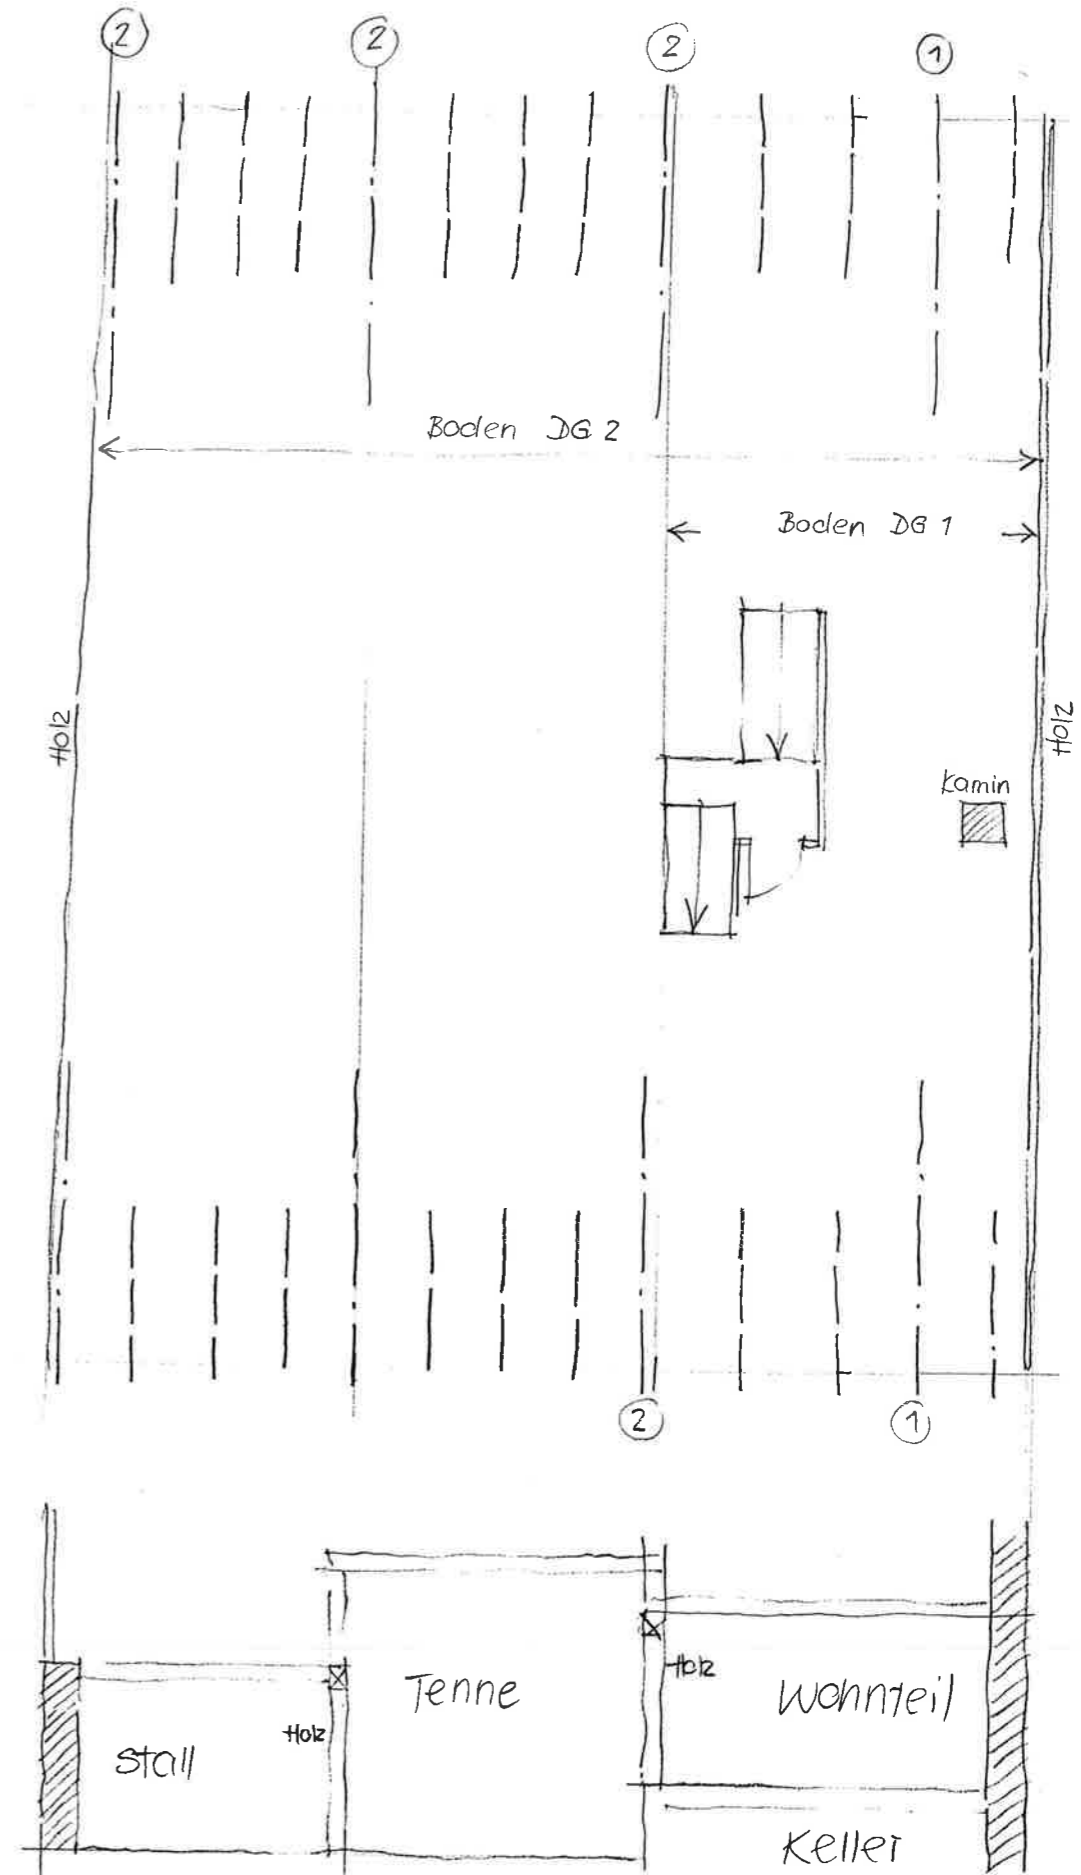 2 2 2 1
Boden DG 2
Boden DG 1
Holz
Holz
Kamin
2 1
Holz
Tenne
Wohnteil
Holz
Stall
Keller